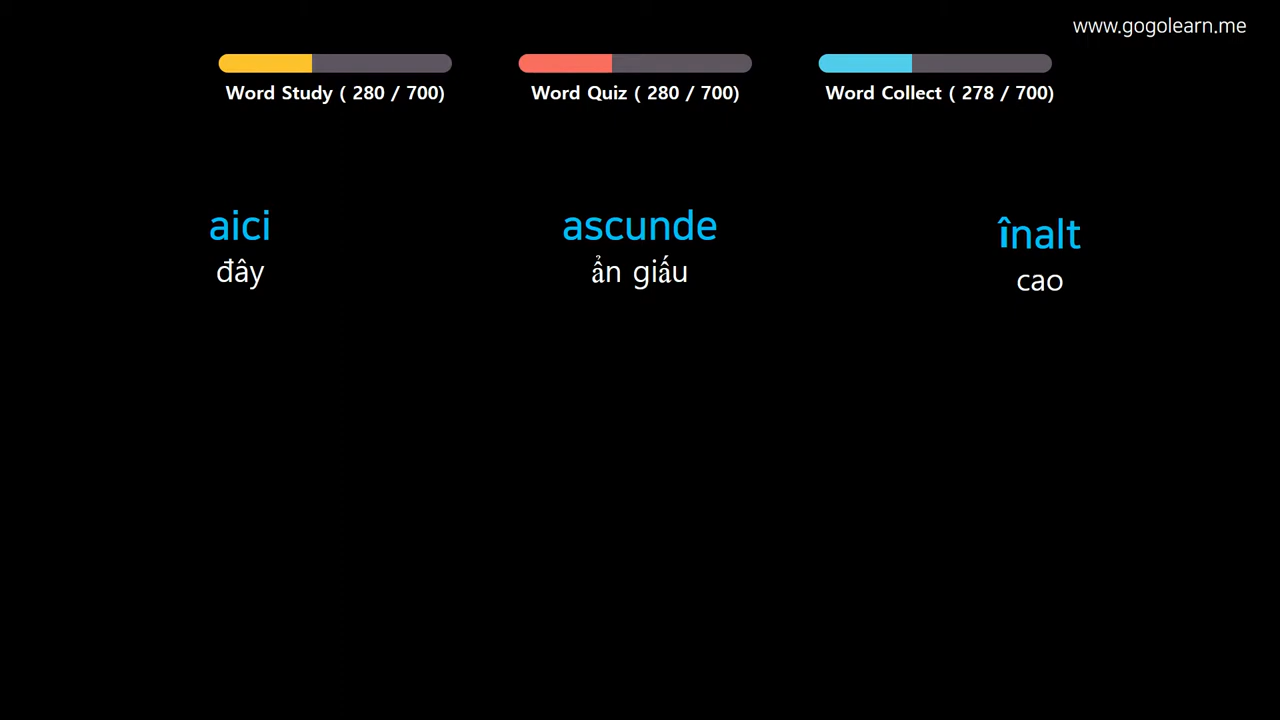 www.gogolearn.me
Word Study ( 280 / 700)
Word Quiz ( 280 / 700)
Word Collect ( 278 / 700)
aici
đây
ascunde
ẩn giấu
înalt
cao